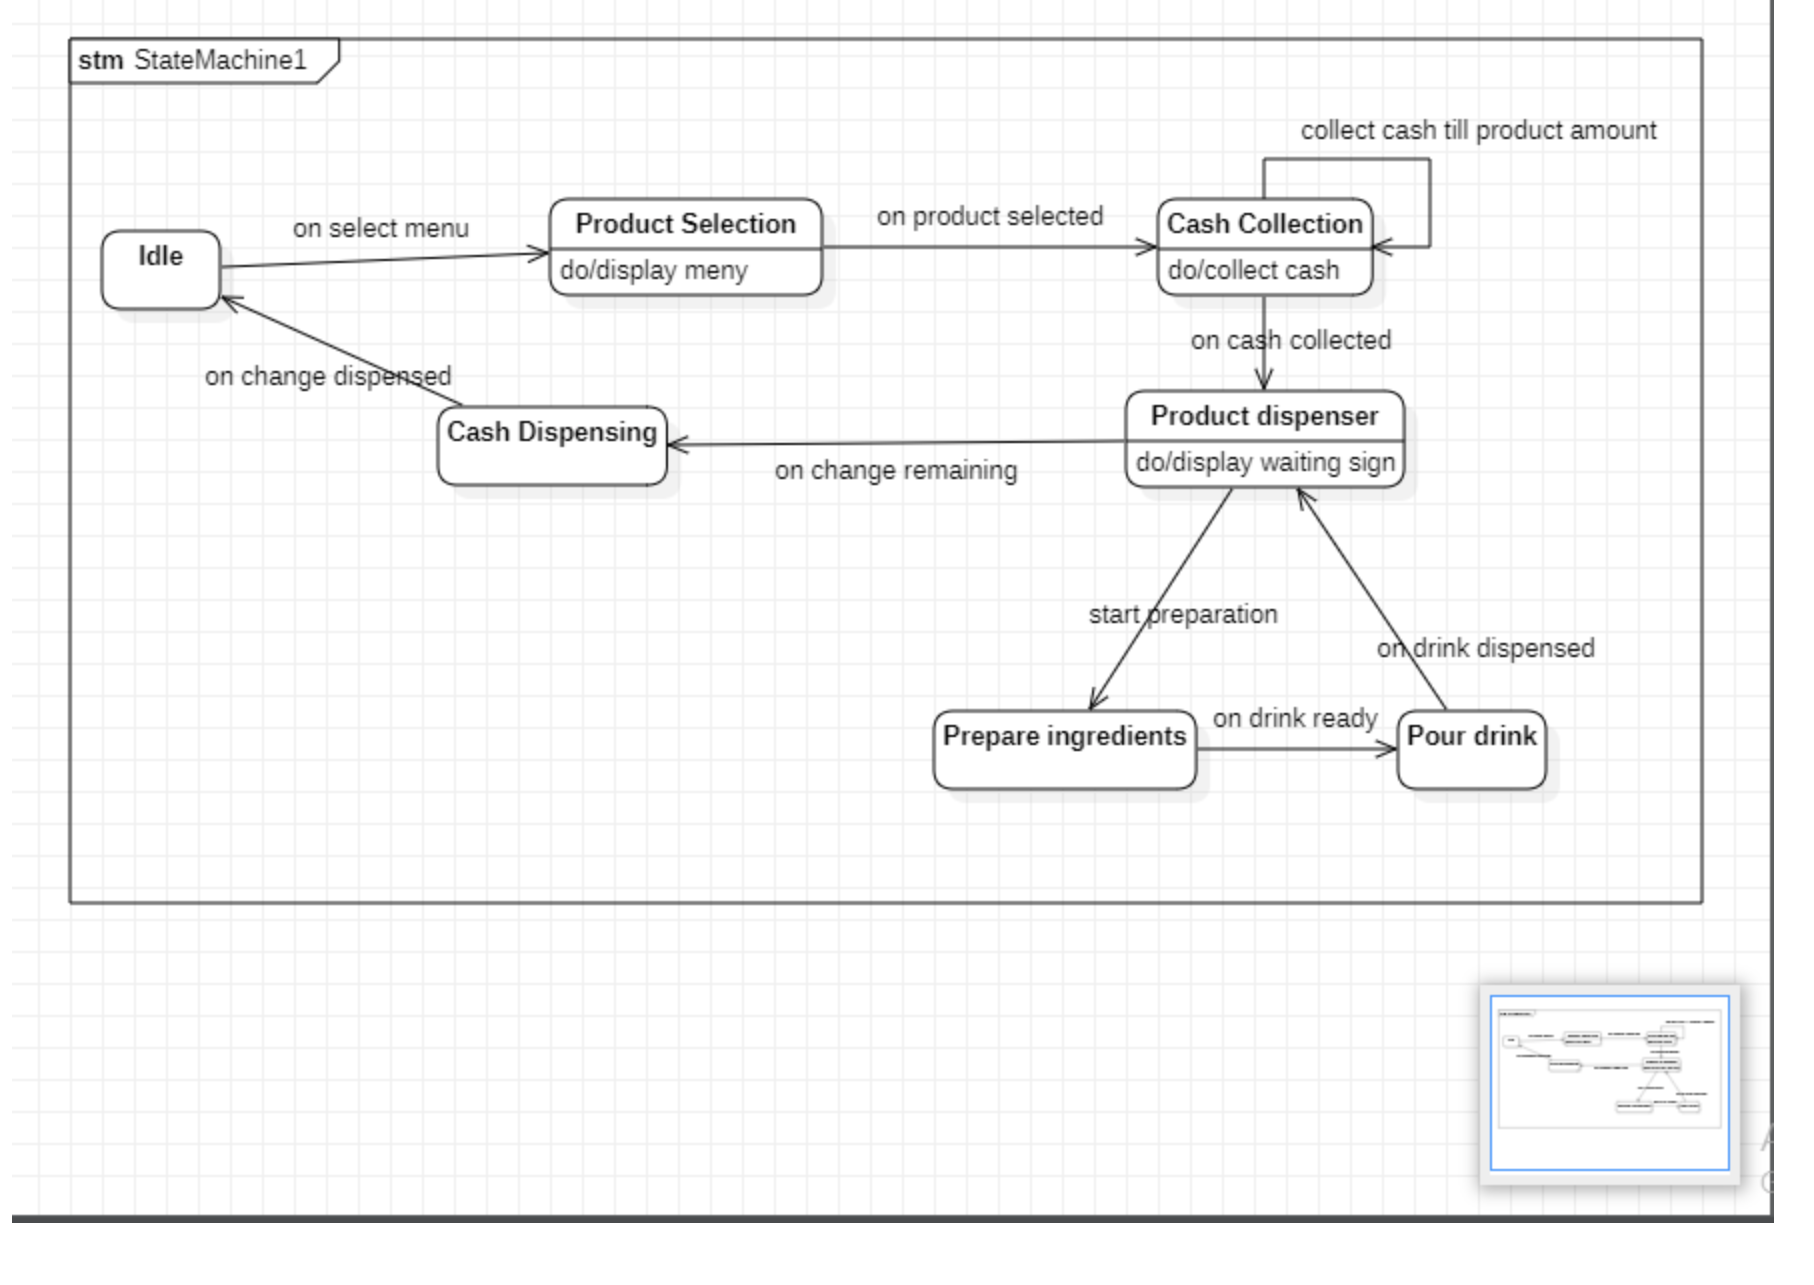 stm StateMachine1
collect cash till product amount
on select menu
Product Selection
on product selected
Cash Collection
Idle
do/display meny
do/collect cash
on cash collected
on change dispensed
Cash Dispensing
Product dispenser
do/display waiting sign
on change remaining
start preparation
on drink dispensed
Prepare ingredients
on drink ready
Pour drink